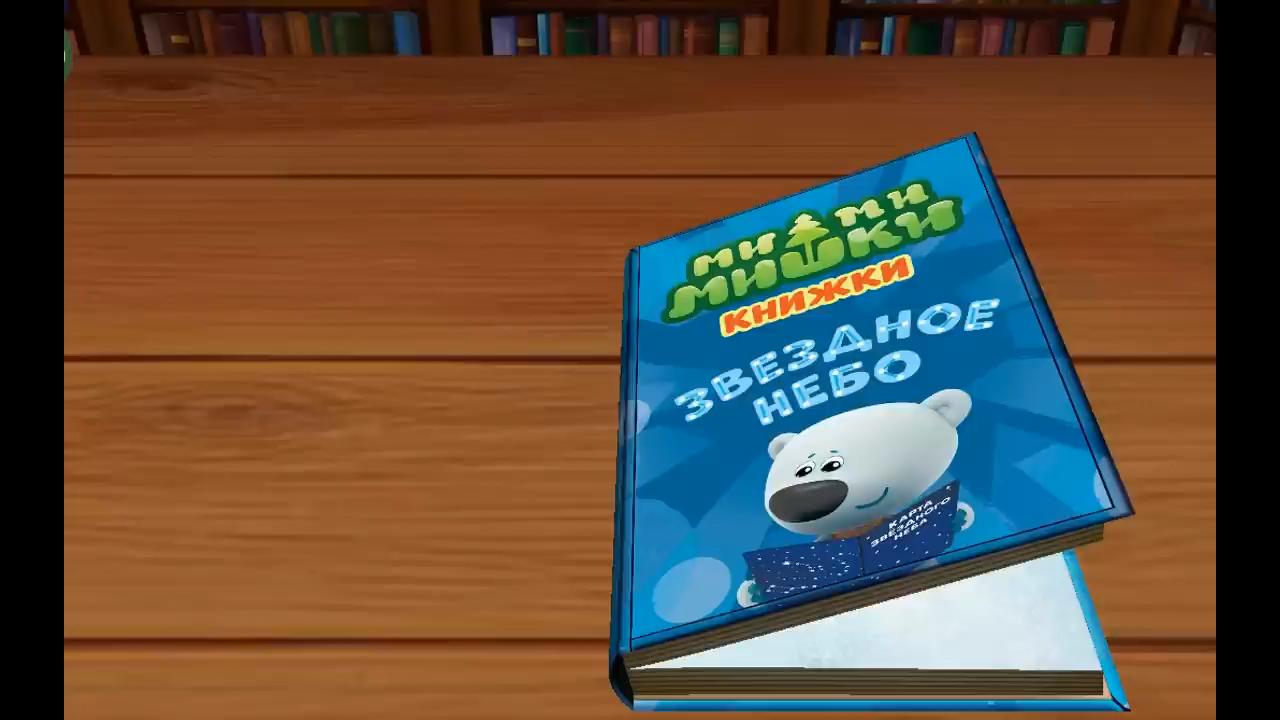 МИ МИ
МИШКИ
КНИЖКИ
ЗВЕЗДНОЕ
НЕБО
КАРТА
ЗВЕЗДНОГО
НЕБА